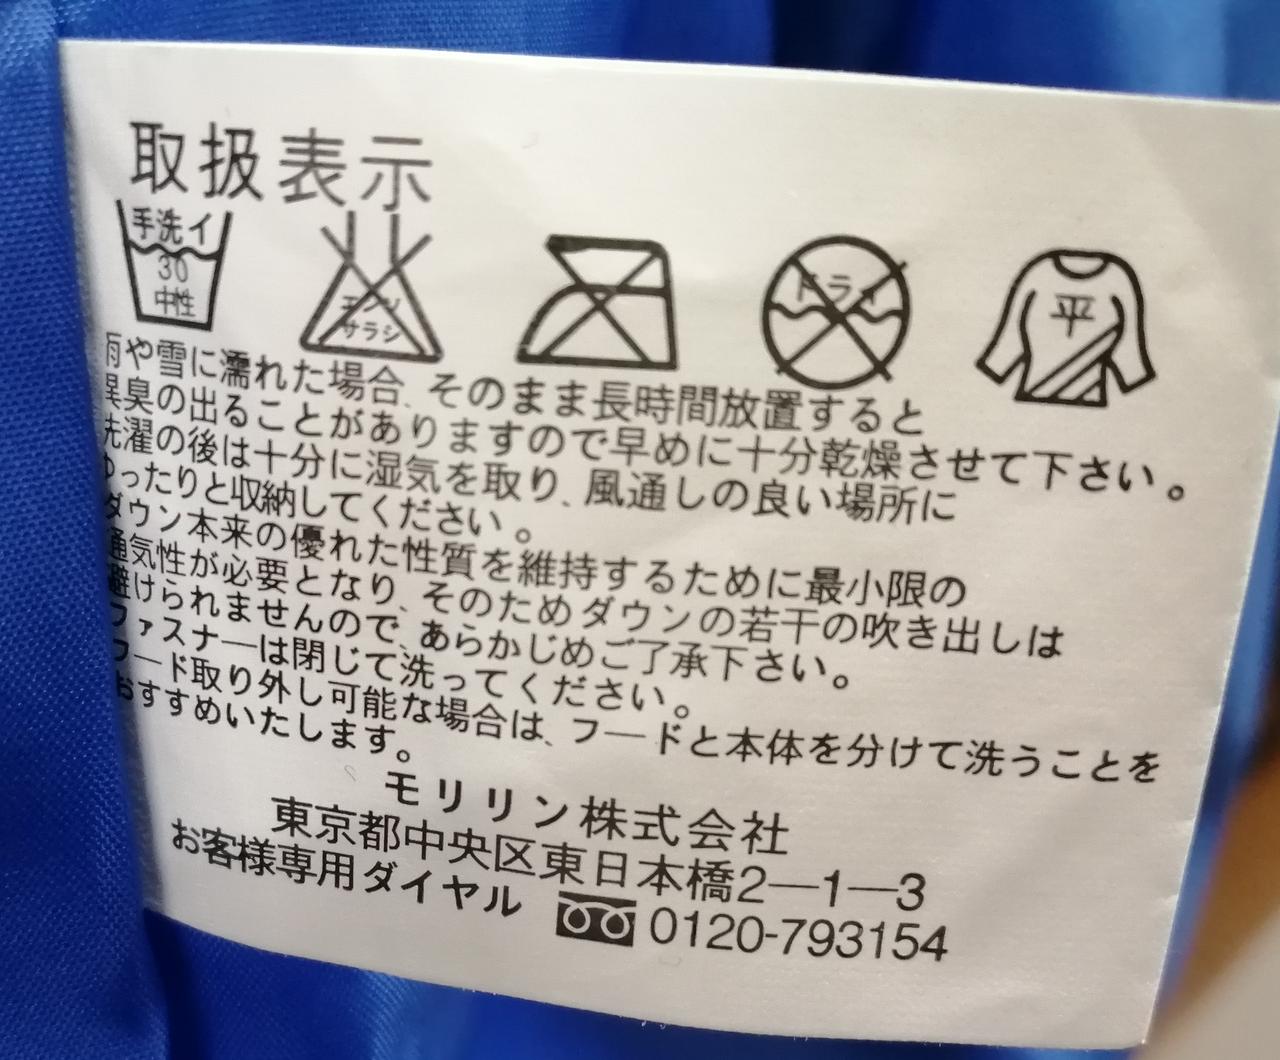 取扱表示
手洗イ
30
中性
エンソ
サラシ
ドライ
平
雨や雪に濡れた場合、そのまま長時間放置すると
異臭の出ることがありますので早めに十分乾燥させて下さい。
洗濯の後は十分に湿気を取り、風通しの良い場所に
ゆったりと収納してください。
ダウン本来の優れた性質を維持するために最小限の
通気性が必要となり、そのためダウンの若干の吹き出しは
避けられませんので、あらかじめご了承下さい。
ファスナーは閉じて洗ってください。
フード取り外し可能な場合は、フードと本体を分けて洗うことを
おすすめいたします。
モリリン株式会社
東京都中央区東日本橋2―1―3
お客様専用ダイヤル 0120-793154